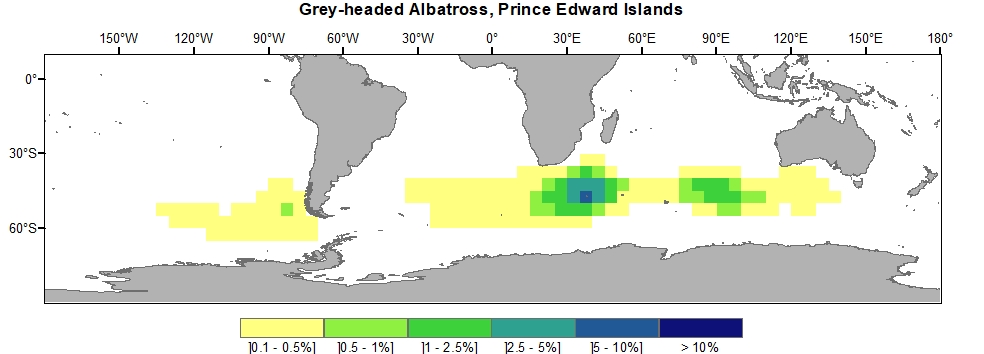 Grey-headed Albatross, Prince Edward Islands
150°W 120°W 90°W 60°W 30°W 0° 30°E 60°E 90°E 120°E 150°E 180°
0°
30°S
60°S
]0.1 - 0.5%] ]0.5 - 1%] ]1 - 2.5%] ]2.5 - 5%] ]5 - 10%] > 10%